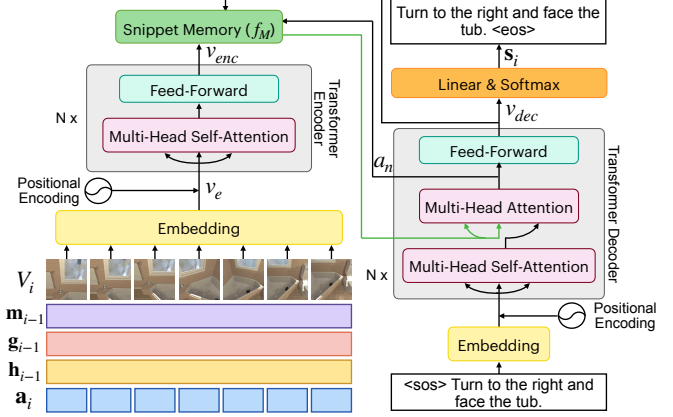 Turn to the right and face the
tub. <eos>
Snippet Memory (f_M)
s_i
v_enc
Linear & Softmax
v_dec
Feed-Forward
N x
Multi-Head Self-Attention
Transformer
Encoder
Positional
Encoding
v_e
Embedding
V_i
m_{i−1}
g_{i−1}
h_{i−1}
a_i
Feed-Forward
a_n
Multi-Head Attention
Multi-Head Self-Attention
N x
Transformer Decoder
Positional
Encoding
Embedding
<sos> Turn to the right and
face the tub.